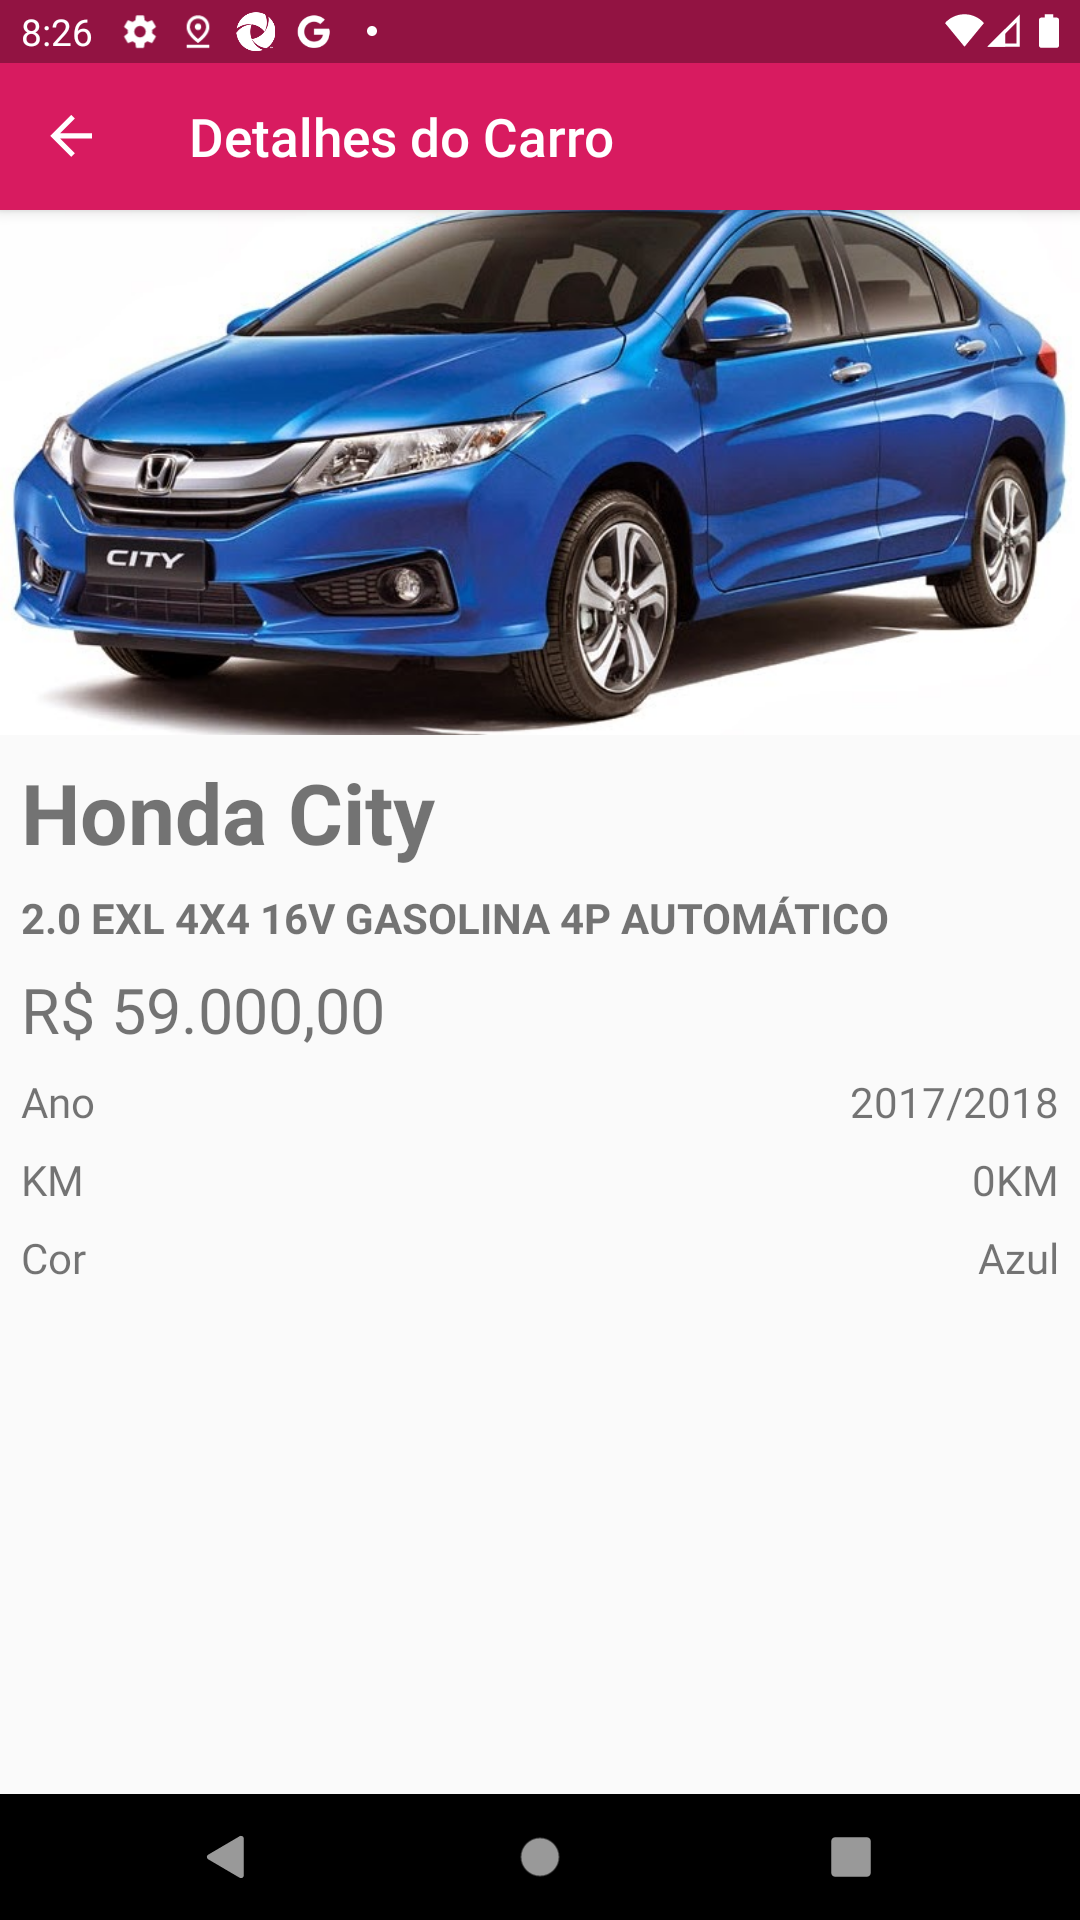 8:26
Detalhes do Carro
CITY
Honda City
2.0 EXL 4X4 16V GASOLINA 4P AUTOMÁTICO
R$ 59.000,00
Ano 2017/2018
KM 0KM
Cor Azul